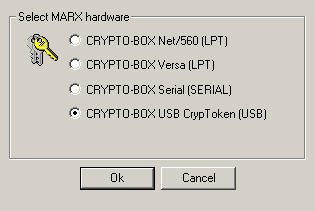 Select MARX hardware
CRYPTO-BOX Net/560 (LPT)
CRYPTO-BOX Versa (LPT)
CRYPTO-BOX Serial (SERIAL)
CRYPTO-BOX USB CrypToken (USB)
Ok
Cancel